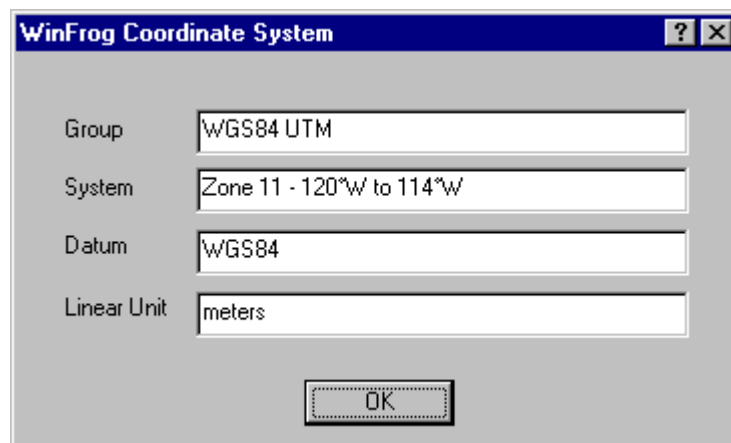 WinFrog Coordinate System
Group WGS84 UTM
System Zone 11 - 120°W to 114°W
Datum WGS84
Linear Unit meters
OK